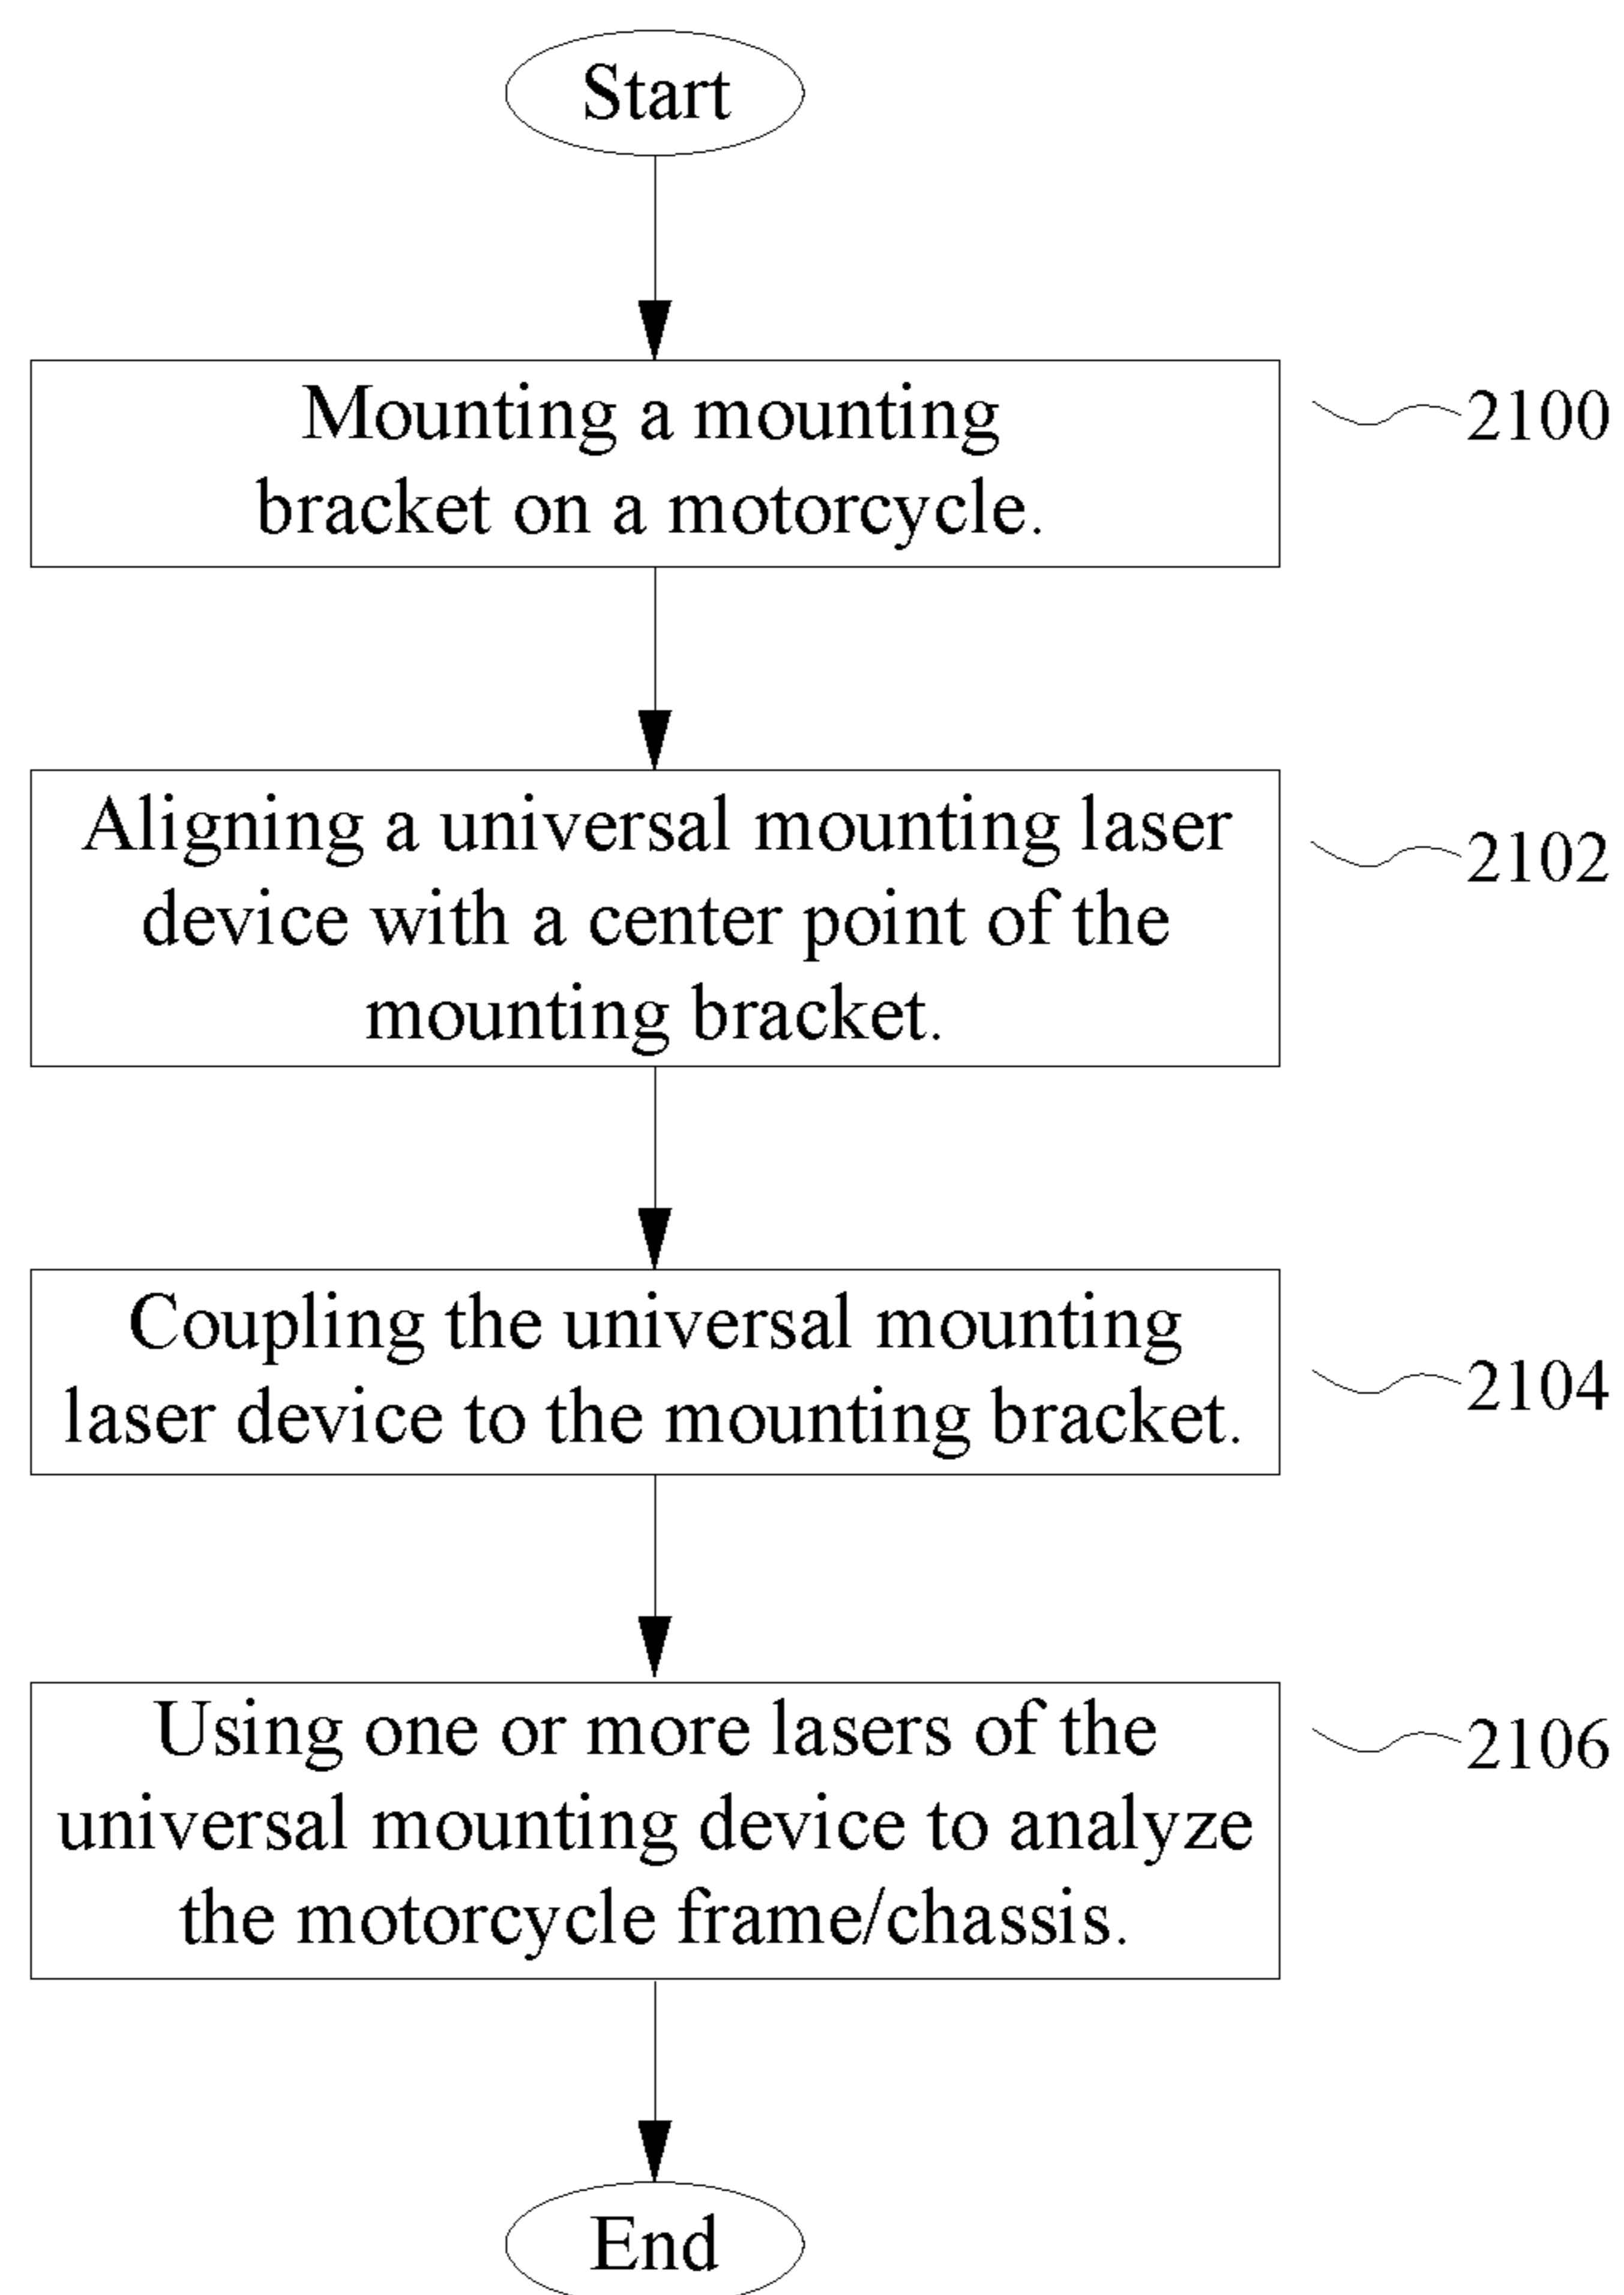 Start
Mounting a mounting
bracket on a motorcycle.
2100
Aligning a universal mounting laser
device with a center point of the
mounting bracket.
2102
Coupling the universal mounting
laser device to the mounting bracket.
2104
Using one or more lasers of the
universal mounting device to analyze
the motorcycle frame/chassis.
2106
End